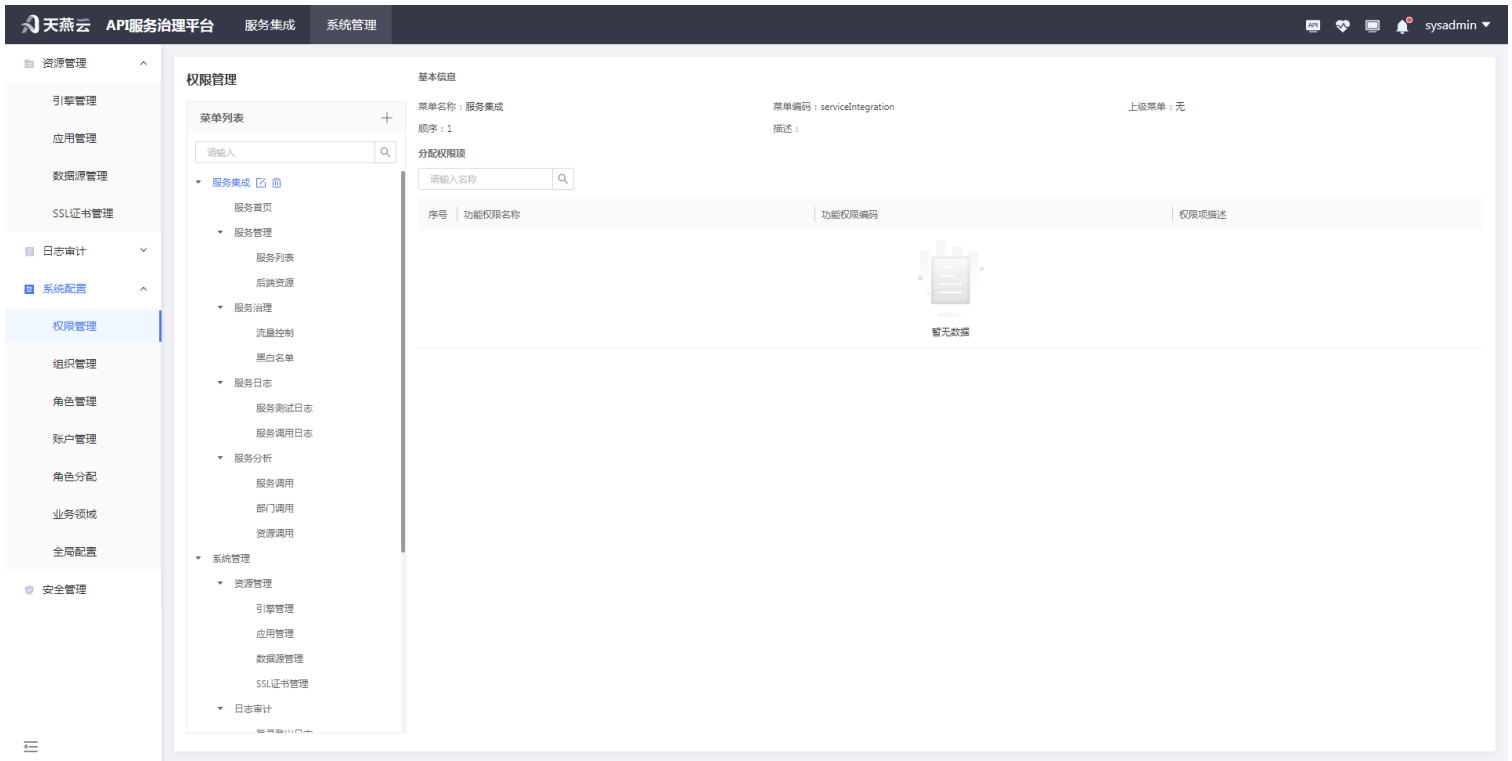 天燕云 API服务治理平台 服务集成 系统管理 API sysadmin
资源管理
引擎管理
应用管理
数据源管理
SSL证书管理
日志审计
系统配置
权限管理
组织管理
角色管理
账户管理
角色分配
业务领域
全局配置
安全管理
权限管理
菜单列表
请输入
服务集成
服务首页
服务管理
服务列表
后端资源
服务治理
流量控制
黑白名单
服务日志
服务测试日志
服务调用日志
服务分析
服务调用
部门调用
资源调用
系统管理
资源管理
引擎管理
应用管理
数据源管理
SSL证书管理
日志审计
登录登出日志
基本信息
菜单名称：服务集成 菜单编码：serviceIntegration 上级菜单：无
顺序：1 描述：
分配权限项
请输入名称
序号 功能权限名称 功能权限编码 权限项描述
暂无数据